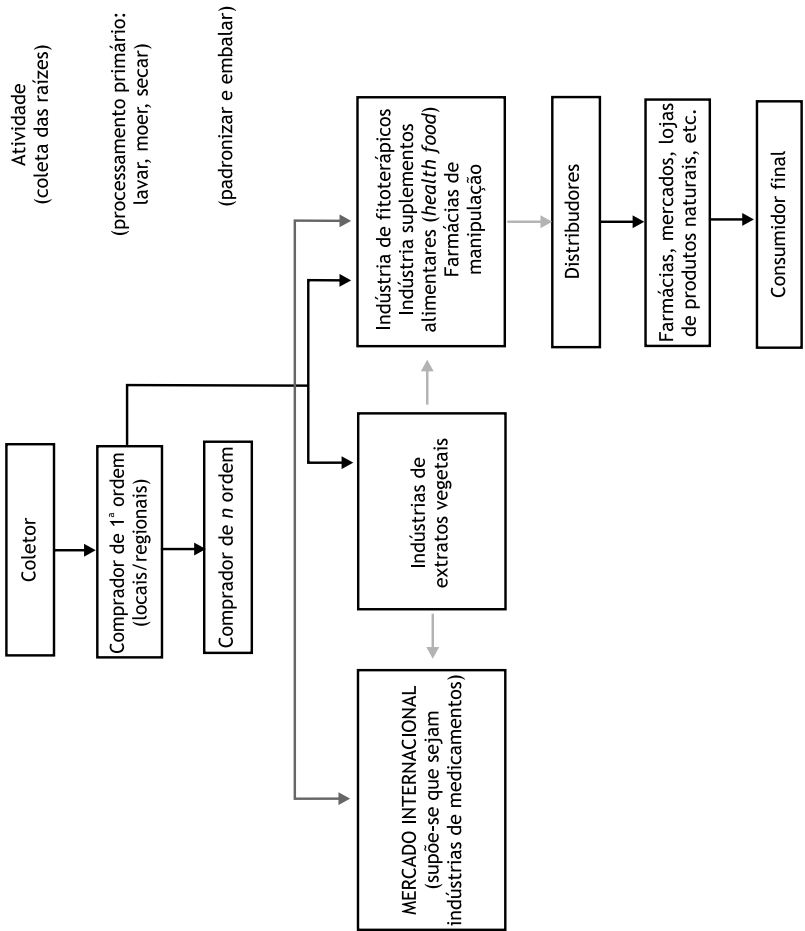 Atividade
(coleta das raízes)
(processamento primário:
lavar, moer, secar)
(padronizar e embalar)
Coletor
Comprador de 1ª ordem
(locais/regionais)
Comprador de n ordem
MERCADO INTERNACIONAL
(supõe-se que sejam
indústrias de medicamentos)
Indústrias de
extratos vegetais
Indústria de fitoterápicos
Indústria suplementos
alimentares (health food)
Farmácias de
manipulação
Distribuidores
Farmácias, mercados, lojas
de produtos naturais, etc.
Consumidor final